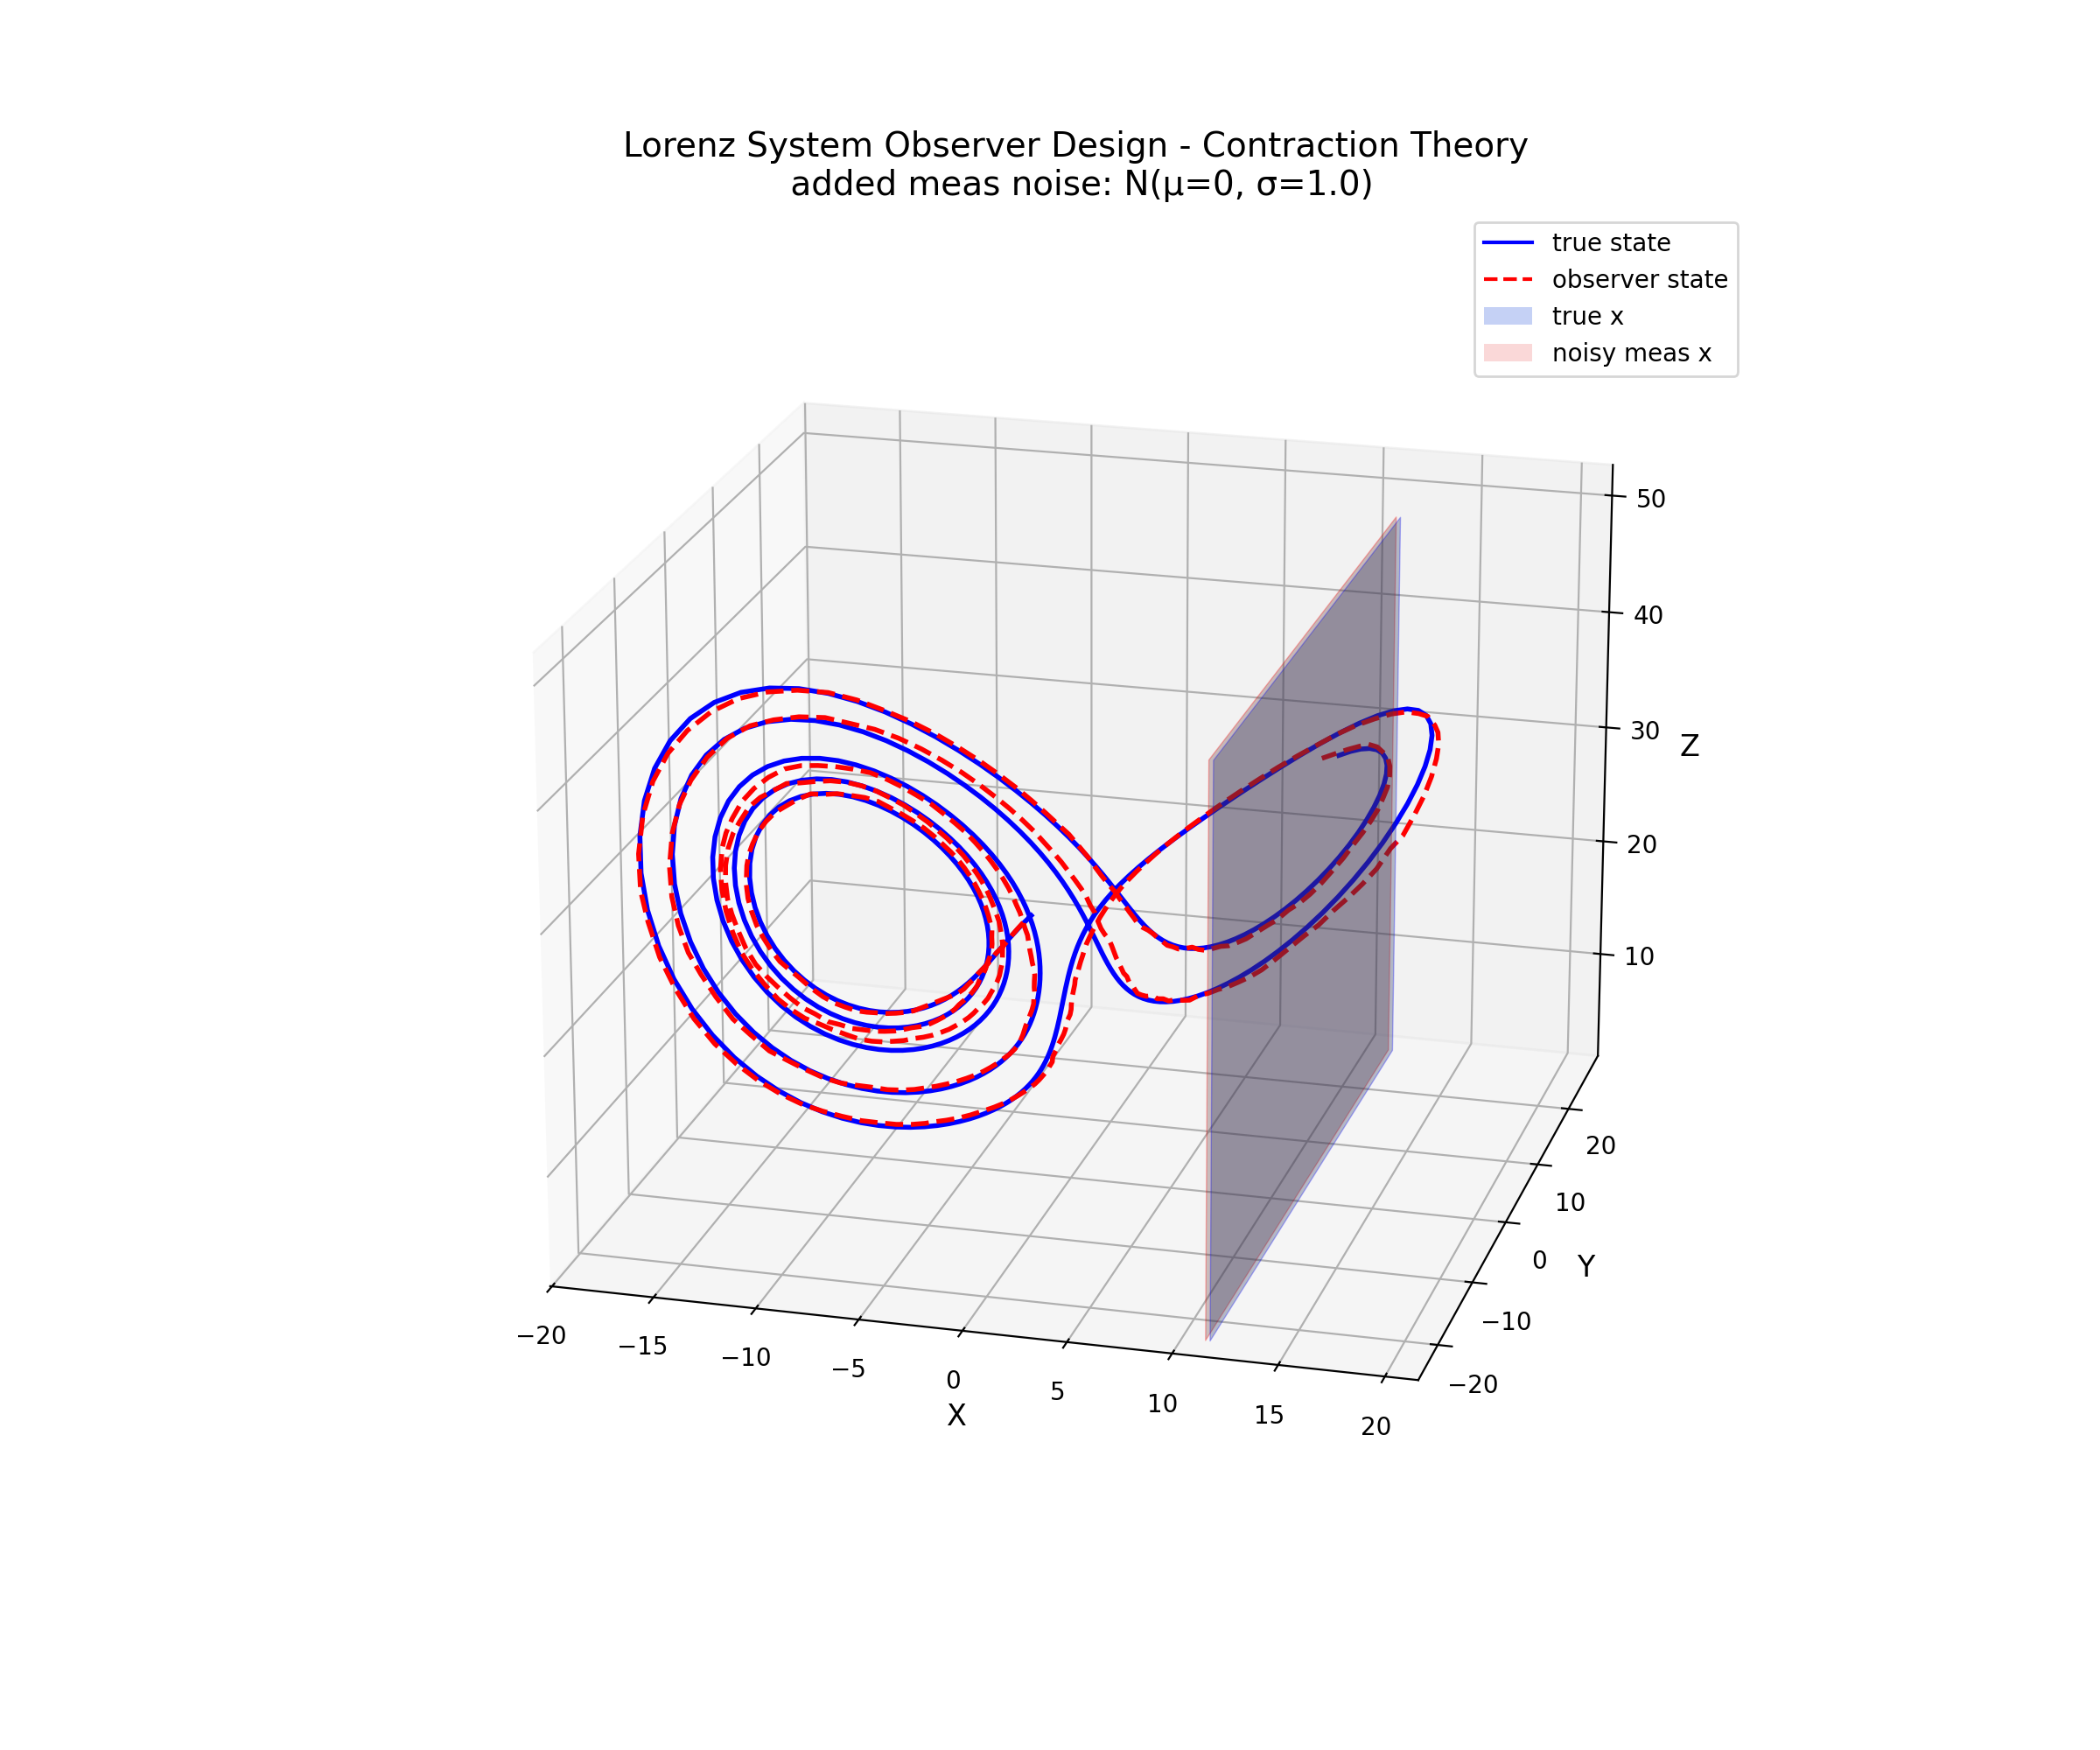 Lorenz System Observer Design - Contraction Theory
added meas noise: N(μ=0, σ=1.0)
true state
observer state
true x
noisy meas x
50
40
30
Z
20
10
20
10
0
Y
−10
−20
−20
−15
−10
−5
0
5
10
15
20
X